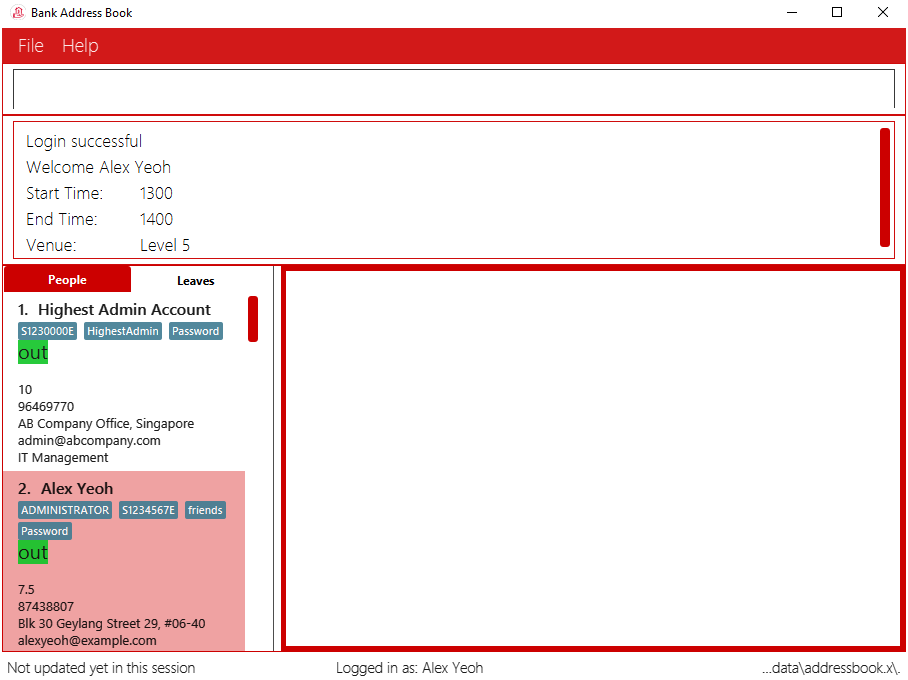 Bank Address Book
File Help
Login successful
Welcome Alex Yeoh
Start Time: 1300
End Time: 1400
Venue: Level 5
People Leaves
1. Highest Admin Account
S1230000E HighestAdmin Password
out
10
96469770
AB Company Office, Singapore
admin@abcompany.com
IT Management
2. Alex Yeoh
ADMINISTRATOR S1234567E friends
Password
out
7.5
87438807
Blk 30 Geylang Street 29, #06-40
alexyeoh@example.com
Not updated yet in this session Logged in as: Alex Yeoh ...data\addressbook.x\.